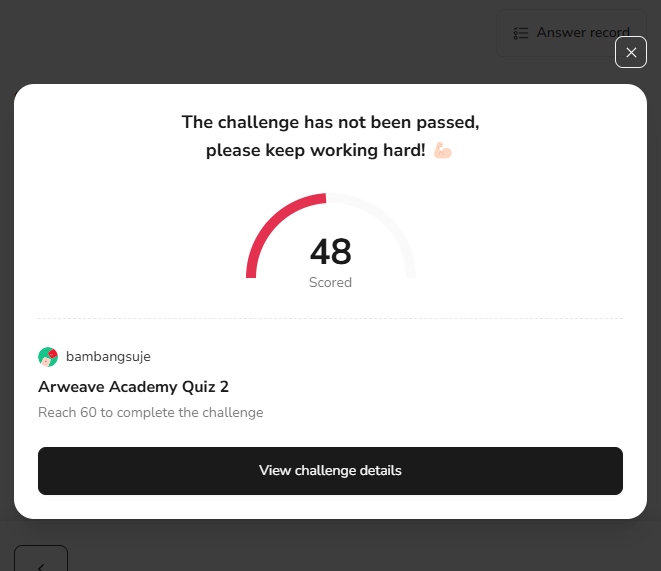 Answer record
The challenge has not been passed,
please keep working hard! 💪🏻
48
Scored
bambangsuje
Arweave Academy Quiz 2
Reach 60 to complete the challenge
View challenge details